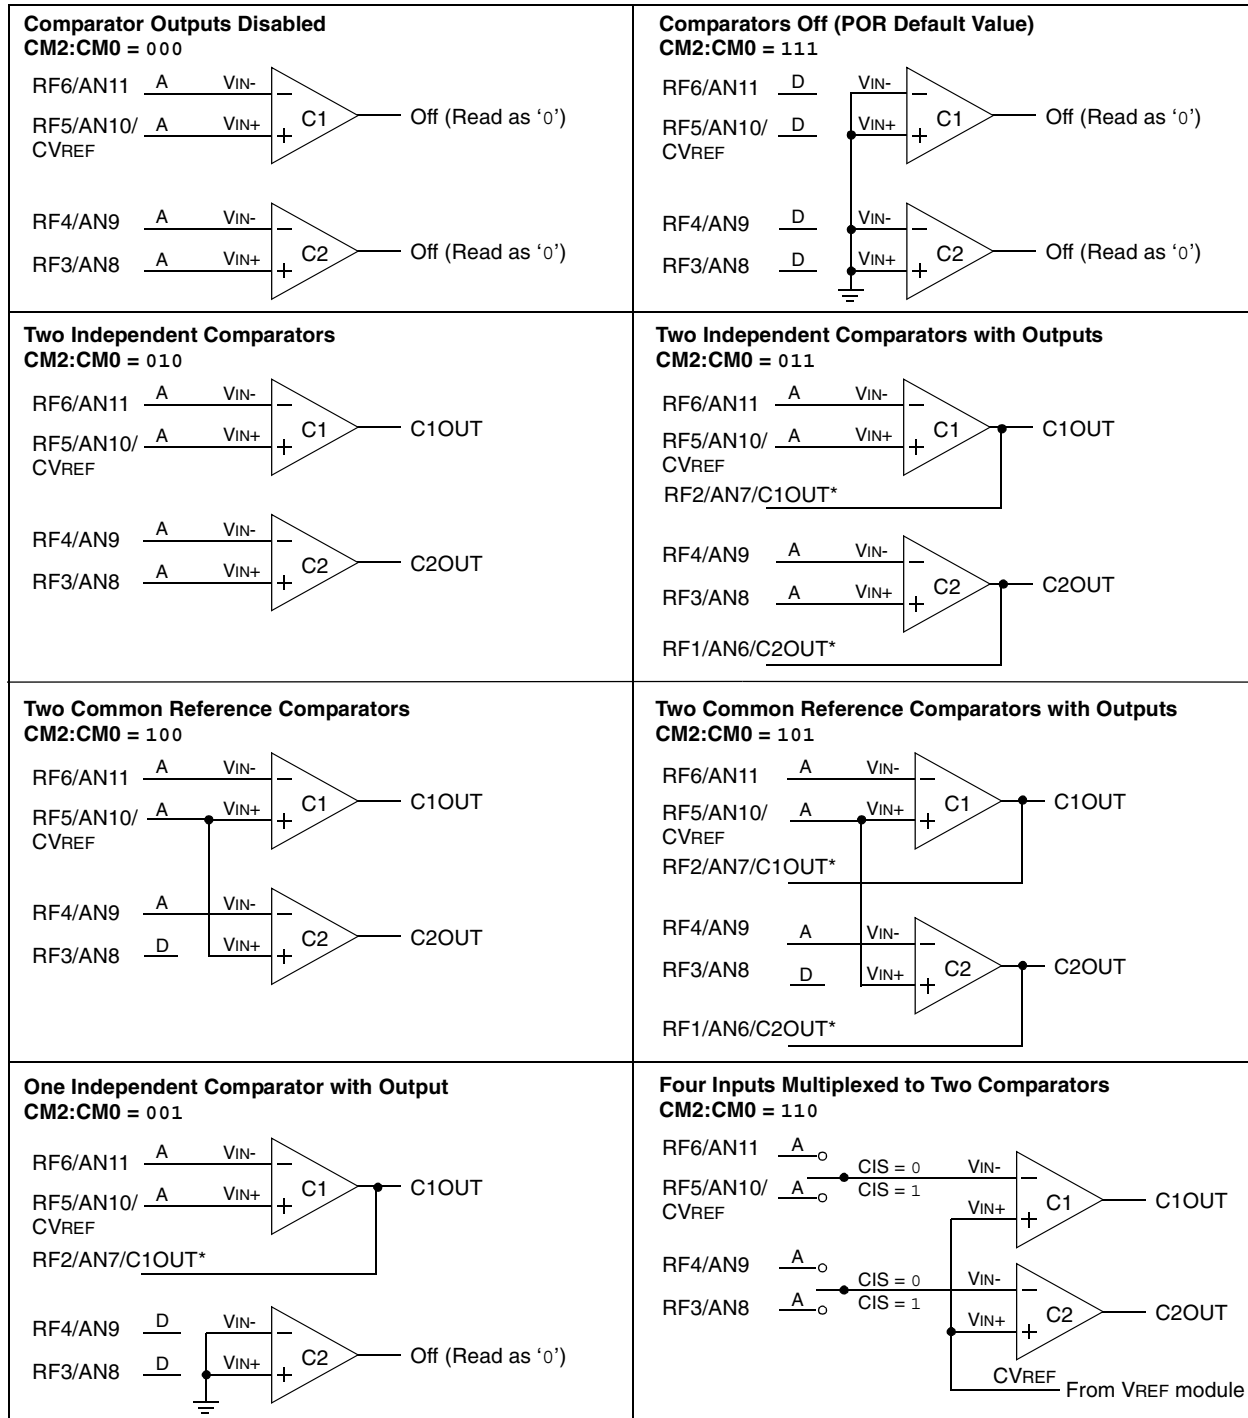 Comparator Outputs Disabled
CM2:CM0 = 000
RF6/AN11 A VIN-
C1 Off (Read as ‘0’)
RF5/AN10/ A VIN+
CVREF
RF4/AN9 A VIN-
C2 Off (Read as ‘0’)
RF3/AN8 A VIN+
Comparators Off (POR Default Value)
CM2:CM0 = 111
RF6/AN11 D VIN-
C1 Off (Read as ‘0’)
RF5/AN10/ D VIN+
CVREF
RF4/AN9 D VIN-
C2 Off (Read as ‘0’)
RF3/AN8 D VIN+
Two Independent Comparators
CM2:CM0 = 010
RF6/AN11 A VIN-
C1 C1OUT
RF5/AN10/ A VIN+
CVREF
RF4/AN9 A VIN-
C2 C2OUT
RF3/AN8 A VIN+
Two Independent Comparators with Outputs
CM2:CM0 = 011
RF6/AN11 A VIN-
C1 C1OUT
RF5/AN10/ A VIN+
CVREF
RF2/AN7/C1OUT*
RF4/AN9 A VIN-
C2 C2OUT
RF3/AN8 A VIN+
RF1/AN6/C2OUT*
Two Common Reference Comparators
CM2:CM0 = 100
RF6/AN11 A VIN-
C1 C1OUT
RF5/AN10/ A VIN+
CVREF
RF4/AN9 A VIN-
C2 C2OUT
RF3/AN8 D VIN+
Two Common Reference Comparators with Outputs
CM2:CM0 = 101
RF6/AN11 A VIN-
C1 C1OUT
RF5/AN10/ A VIN+
CVREF
RF2/AN7/C1OUT*
RF4/AN9 A VIN-
C2 C2OUT
RF3/AN8 D VIN+
RF1/AN6/C2OUT*
One Independent Comparator with Output
CM2:CM0 = 001
RF6/AN11 A VIN-
C1 C1OUT
RF5/AN10/ A VIN+
CVREF
RF2/AN7/C1OUT*
RF4/AN9 D VIN-
C2 Off (Read as ‘0’)
RF3/AN8 D VIN+
Four Inputs Multiplexed to Two Comparators
CM2:CM0 = 110
RF6/AN11 A
CIS = 0 VIN-
RF5/AN10/ A CIS = 1
CVREF
VIN+ C1 C1OUT
RF4/AN9 A
CIS = 0 VIN-
RF3/AN8 A CIS = 1
VIN+ C2 C2OUT
CVREF
From VREF module